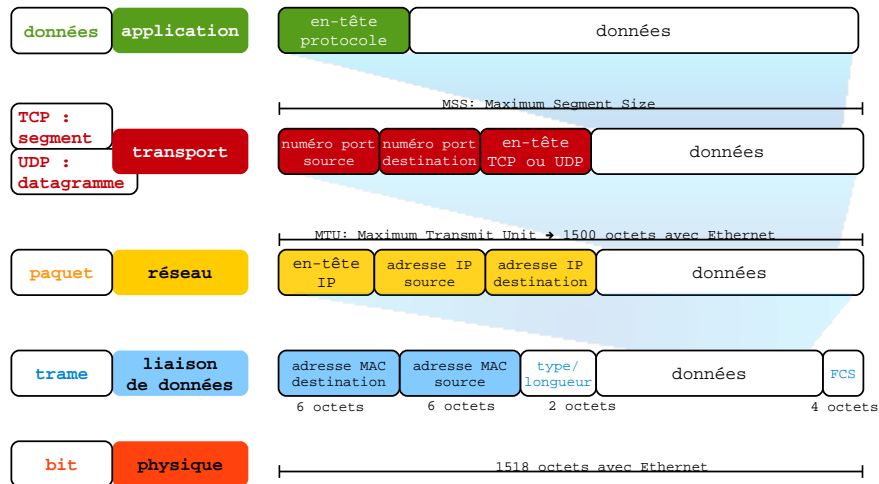 données
application
en-tête
protocole
données
MSS: Maximum Segment Size
TCP :
segment
UDP :
datagramme
transport
numéro port
source
numéro port
destination
en-tête
TCP ou UDP
données
MTU: Maximum Transmit Unit ➔ 1500 octets avec Ethernet
paquet
réseau
en-tête
IP
adresse IP
source
adresse IP
destination
données
trame
liaison
de données
adresse MAC
destination
adresse MAC
source
type/
longueur
données
FCS
6 octets
6 octets
2 octets
4 octets
bit
physique
1518 octets avec Ethernet